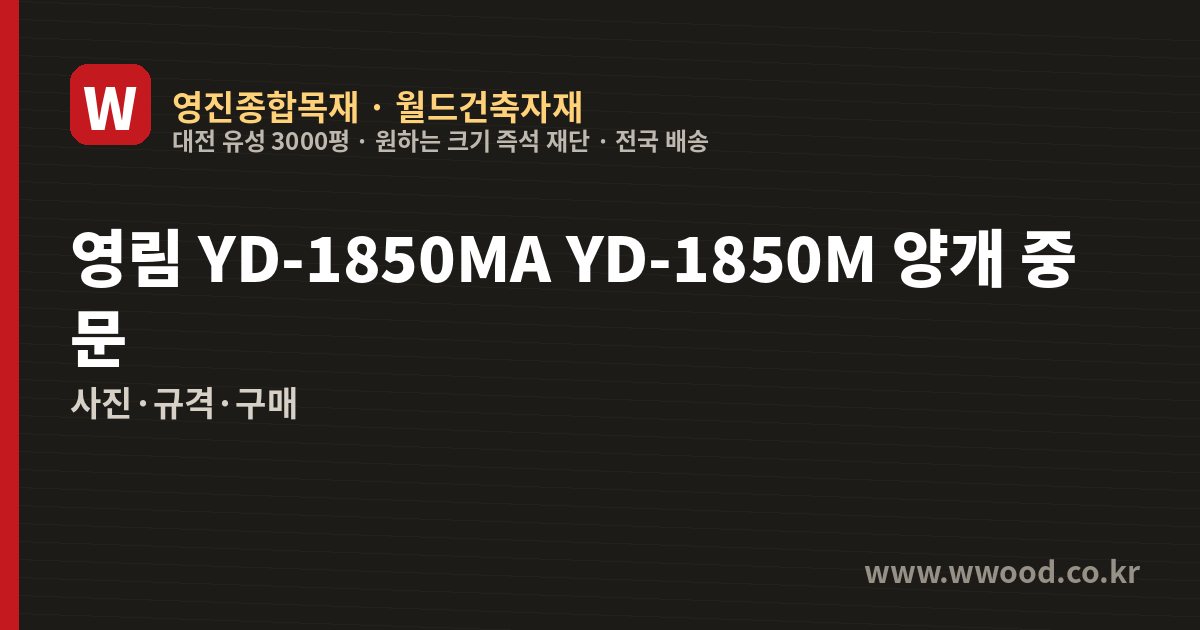 W
영진종합목재 · 월드건축자재
대전 유성 3000평 · 원하는 크기 즉석 재단 · 전국 배송
영림 YD-1850MA YD-1850M 양개 중
문
사진·규격·구매
www.wwood.co.kr